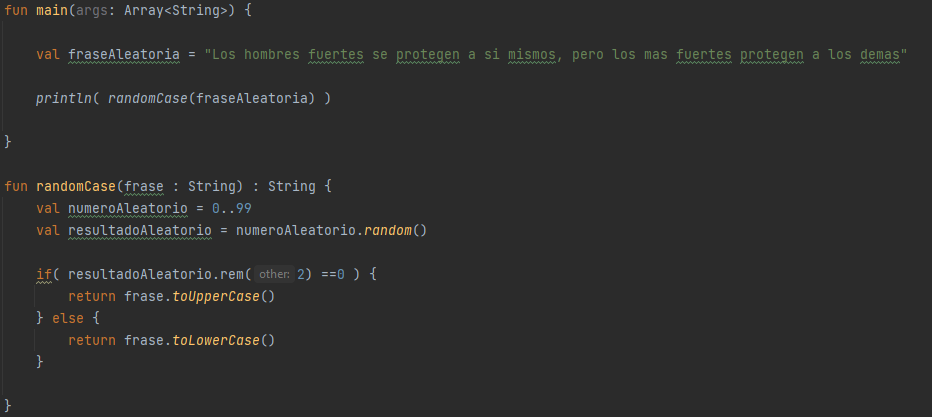 fun main(args: Array<String>) {
val fraseAleatoria = "Los hombres fuertes se protegen a si mismos, pero los mas fuertes protegen a los demas"
println( randomCase(fraseAleatoria) )
}
fun randomCase(frase : String) : String {
val numeroAleatorio = 0..99
val resultadoAleatorio = numeroAleatorio.random()
if( resultadoAleatorio.rem( other: 2) ==0 ) {
return frase.toUpperCase()
} else {
return frase.toLowerCase()
}
}